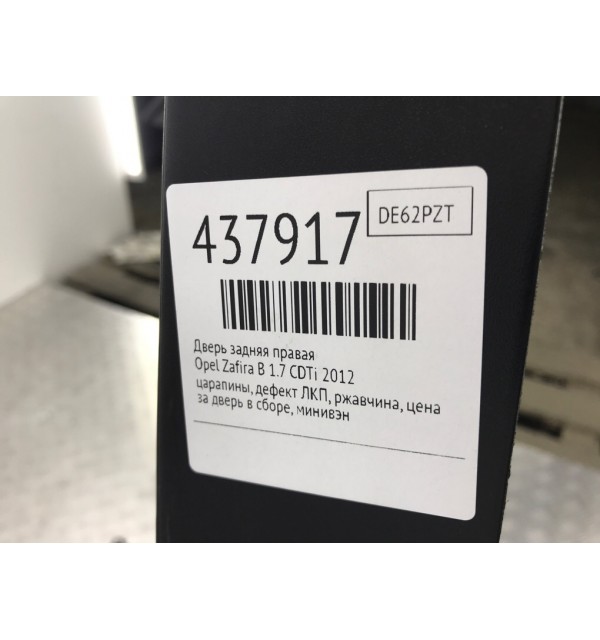 437917
DE62PZT
Дверь задняя правая
Opel Zafira B 1.7 CDTi 2012
царапины, дефект ЛКП, ржавчина, цена
за дверь в сборе, минивэн